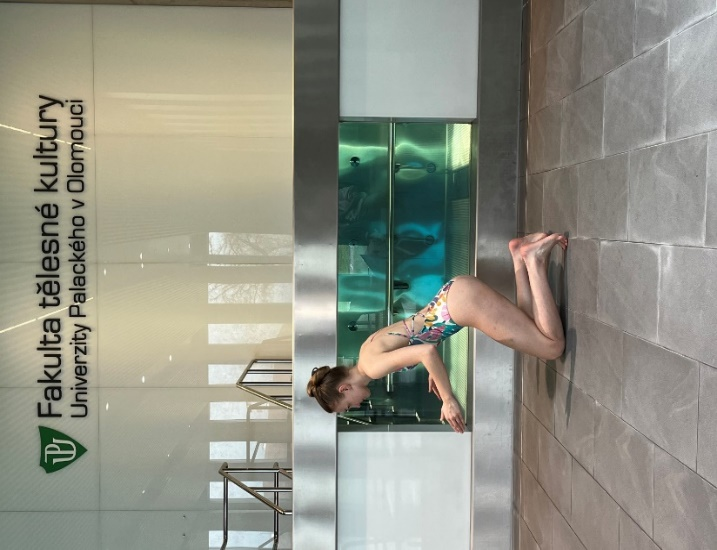 Fakulta tělesné kultury
Univerzity Palackého v Olomouci